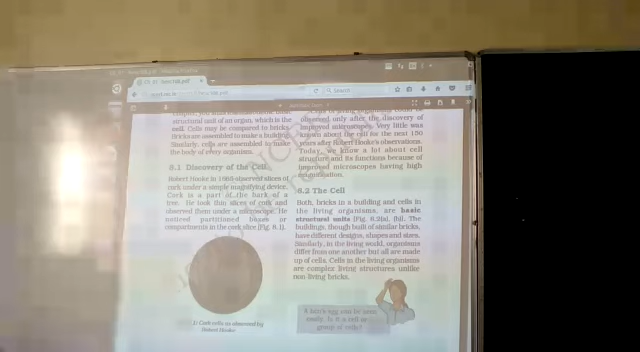 Search
structural unit of an organ, which is the
cell. Cells may be compared to bricks.
Bricks are assembled to make a building.
Similarly, cells are assembled to make
the body of every organism.
8.1 Discovery of the Cell
Robert Hooke in 1665 observed slices of
cork under a simple magnifying device.
Cork is a part of the bark of a
tree. He took thin slices of cork and
observed them under a microscope. He
noticed partitioned boxes or
compartments in the cork slice (Fig. 8.1).
Cork cells as observed by
Robert Hooke
observed only after the discovery of
improved microscopes. Very little was
known about the cell for the next 150
years after Robert Hooke's observations.
Today, we know a lot about cell
structure and its functions because of
improved microscopes having high
magnification.
8.2 The Cell
Both, bricks in a building and cells in
the living organisms, are basic
structural units [Fig. 8.2(a), (b)]. The
buildings, though built of similar bricks,
have different designs, shapes and sizes.
Similarly, in the living world, organisms
differ from one another but all are made
up of cells. Cells in the living organisms
are complex living structures unlike
non-living bricks.
A hen's egg can be seen
easily. Is it a cell or
group of cells?